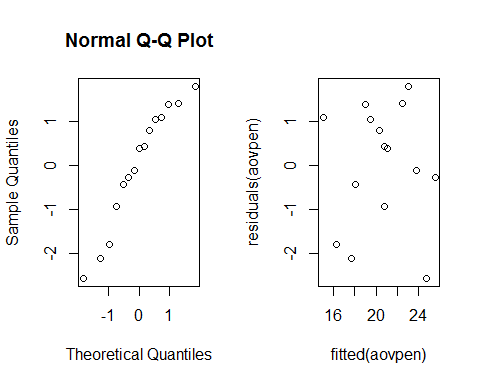 Normal Q-Q Plot
Sample Quantiles
1
0
-1
-2
-1 0 1
Theoretical Quantiles
residuals(aovpen)
1
0
-1
-2
16 20 24
fitted(aovpen)